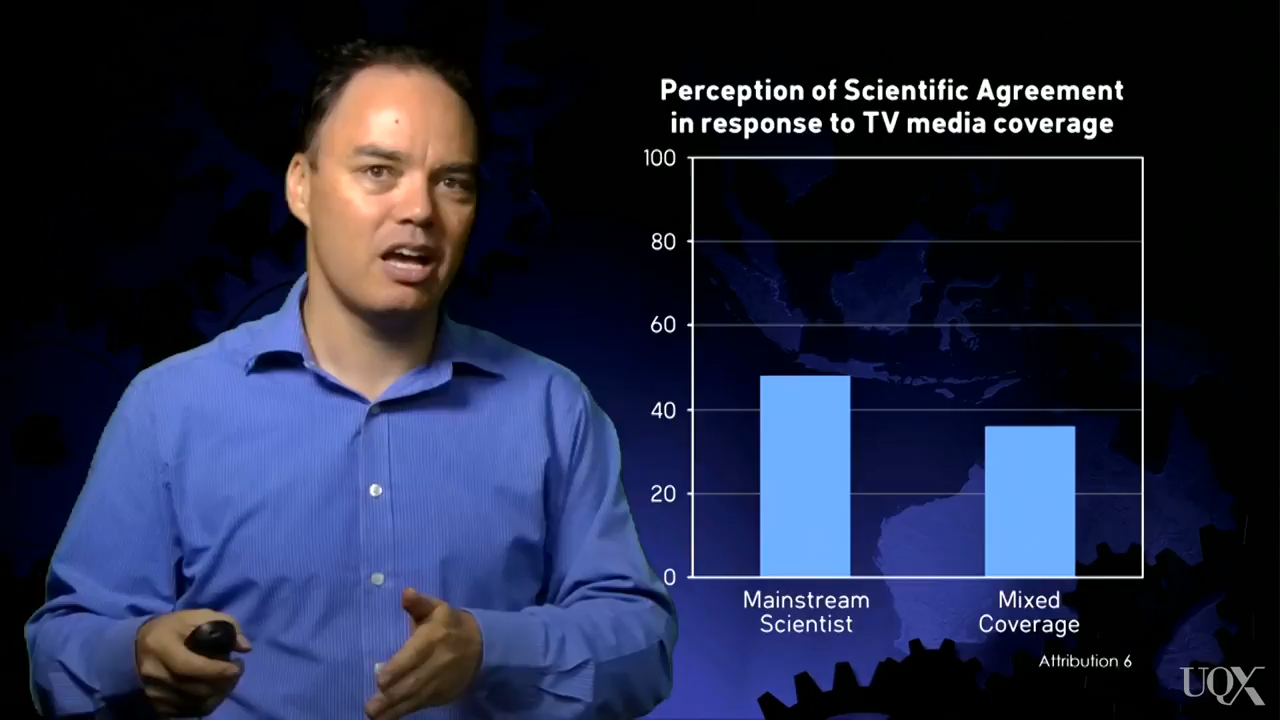 Perception of Scientific Agreement
in response to TV media coverage
100
80
60
40
20
0
Mainstream
Scientist
Mixed
Coverage
Attribution 6
UQX